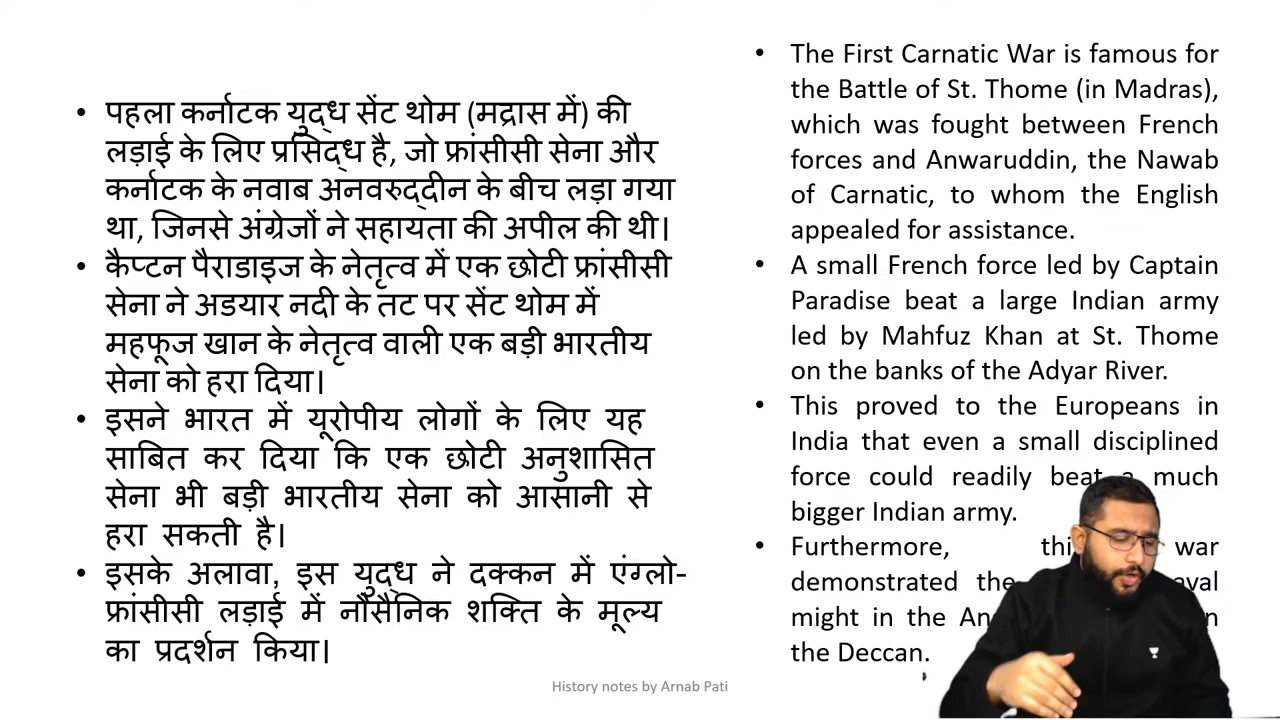 पहला कर्नाटक युद्ध सेंट थोम (मद्रास में) की
लड़ाई के लिए प्रसिद्ध है, जो फ्रांसीसी सेना और
कर्नाटक के नवाब अनवरुद्दीन के बीच लड़ा गया
था, जिनसे अंग्रेजों ने सहायता की अपील की थी।
कैप्टन पैराडाइज के नेतृत्व में एक छोटी फ्रांसीसी
सेना ने अडयार नदी के तट पर सेंट थोम में
महफूज खान के नेतृत्व वाली एक बड़ी भारतीय
सेना को हरा दिया।
इसने भारत में यूरोपीय लोगों के लिए यह
साबित कर दिया कि एक छोटी अनुशासित
सेना भी बड़ी भारतीय सेना को आसानी से
हरा सकती है।
इसके अलावा, इस युद्ध ने दक्कन में एंग्लो-
फ्रांसीसी लड़ाई में नौसैनिक शक्ति के मूल्य
का प्रदर्शन किया।
The First Carnatic War is famous for
the Battle of St. Thome (in Madras),
which was fought between French
forces and Anwaruddin, the Nawab
of Carnatic, to whom the English
appealed for assistance.
A small French force led by Captain
Paradise beat a large Indian army
led by Mahfuz Khan at St. Thome
on the banks of the Adyar River.
This proved to the Europeans in
India that even a small disciplined
force could readily beat a much
bigger Indian army.
Furthermore, war
demonstrated the
might in the
the Deccan.
History notes by Arnab Pati